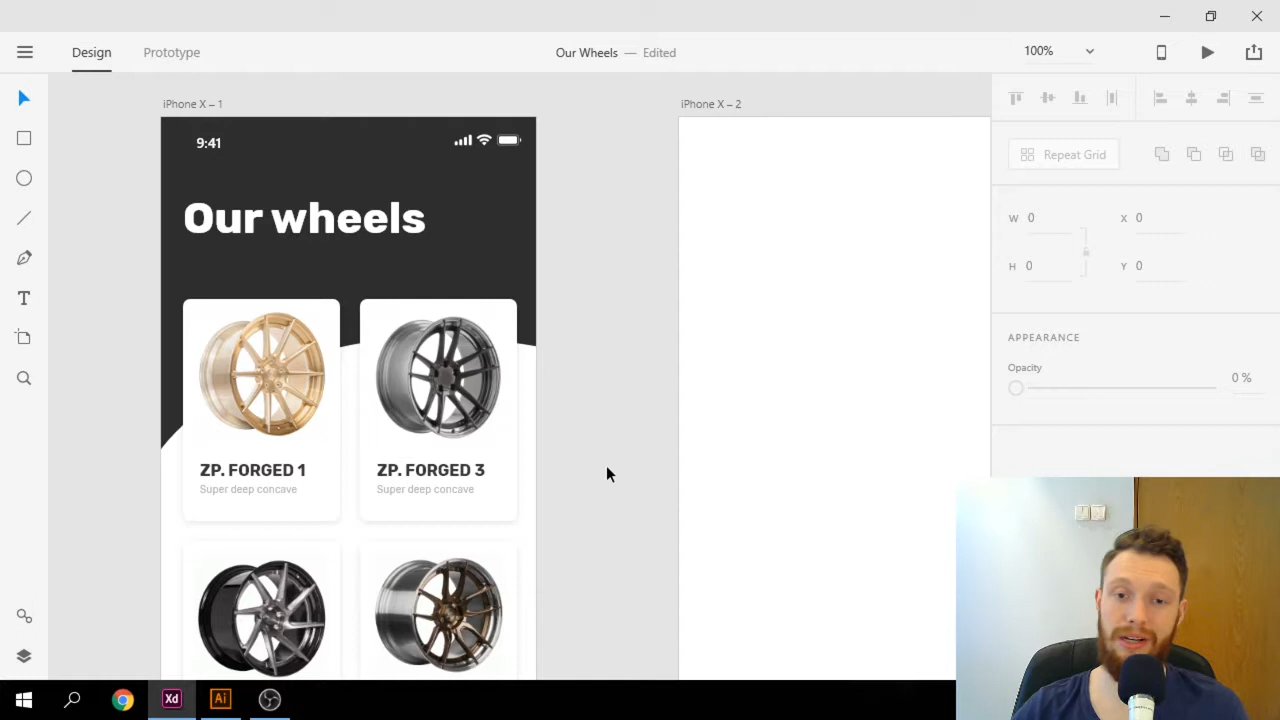 Design
Prototype
Our Wheels — Edited
100%
iPhone X – 1
iPhone X – 2
9:41
Our wheels
ZP. FORGED 1
Super deep concave
ZP. FORGED 3
Super deep concave
Repeat Grid
W 0
X 0
H 0
Y 0
APPEARANCE
Opacity
0 %
T
Xd
Ai